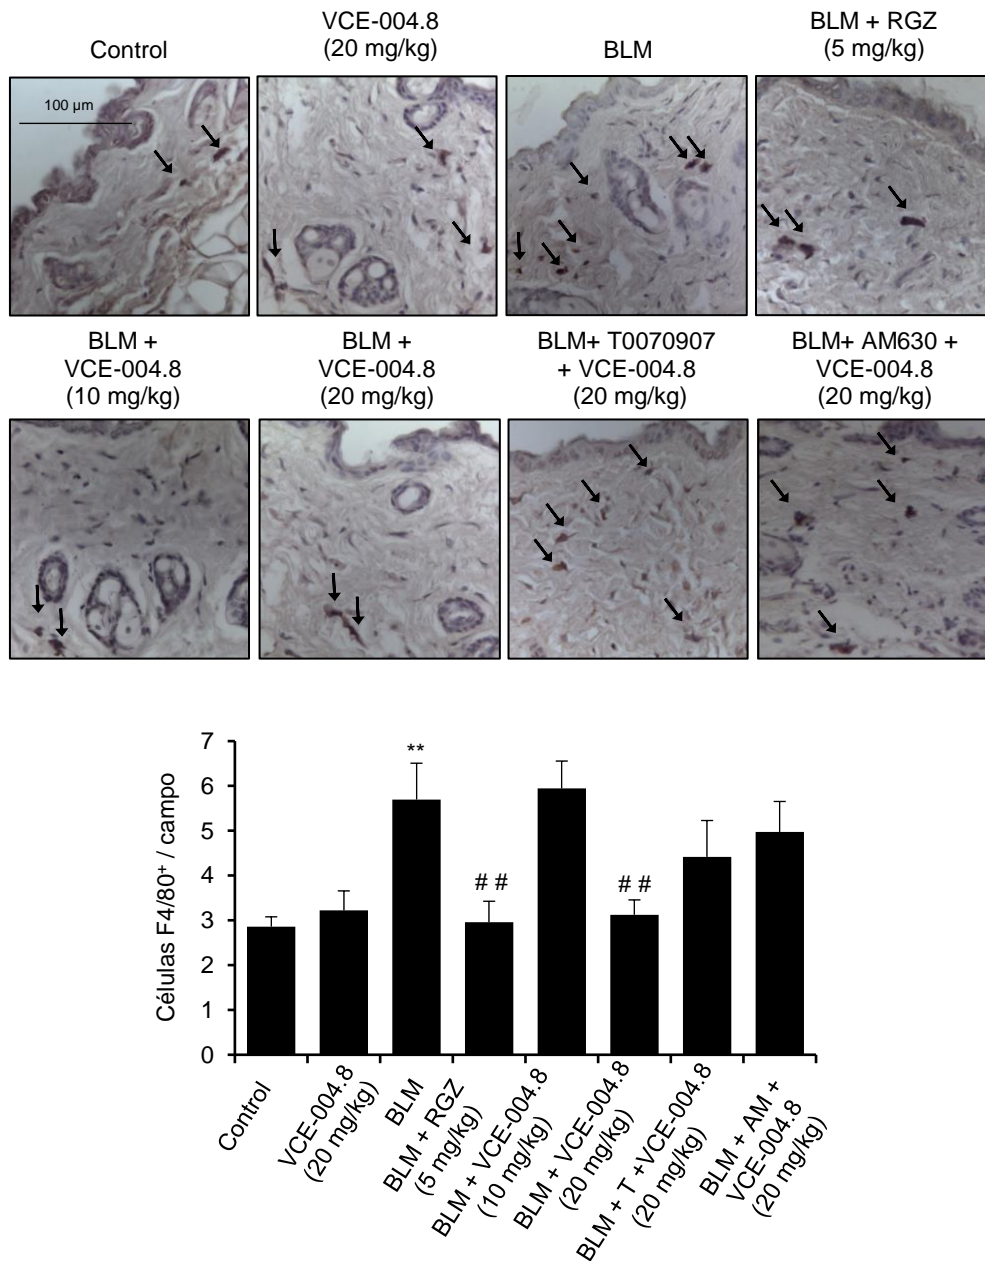 Control
VCE-004.8
(20 mg/kg)
BLM
BLM + RGZ
(5 mg/kg)
100 µm
BLM +
VCE-004.8
(10 mg/kg)
BLM +
VCE-004.8
(20 mg/kg)
BLM+ T0070907
+ VCE-004.8
(20 mg/kg)
BLM+ AM630 +
VCE-004.8
(20 mg/kg)
Células F4/80⁺ / campo
7
6
5
4
3
2
1
0
**
# #
# #
Control
VCE-004.8
(20 mg/kg)
BLM
BLM + RGZ
(5 mg/kg)
BLM + VCE-004.8
(10 mg/kg)
BLM + VCE-004.8
(20 mg/kg)
BLM + T +VCE-004.8
(20 mg/kg)
BLM + AM +
VCE-004.8
(20 mg/kg)